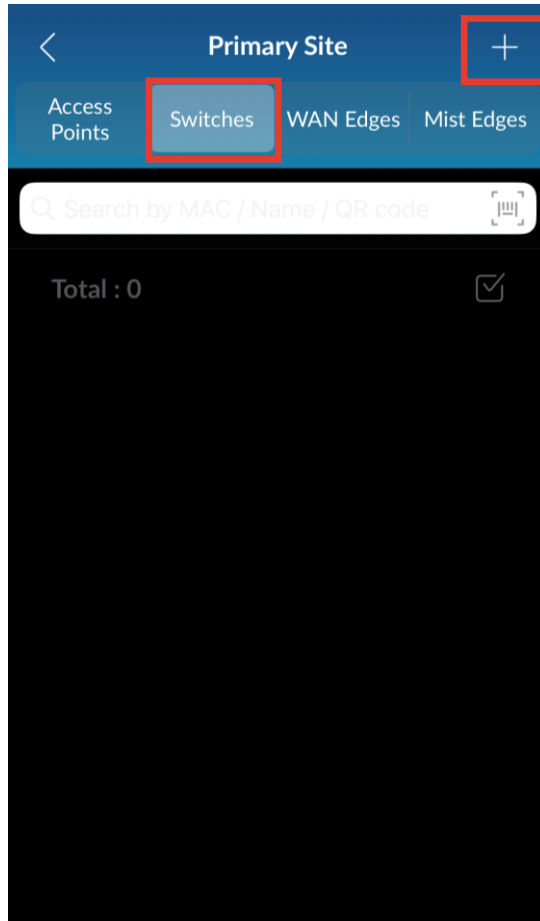 Primary Site
Access
Points
Switches
WAN Edges
Mist Edges
Search by MAC / Name / QR code
Total : 0